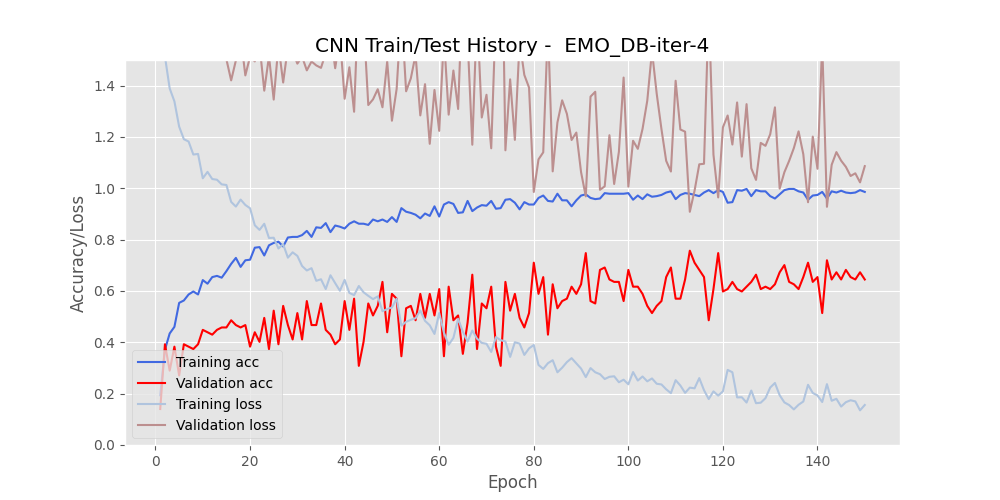 CNN Train/Test History -  EMO_DB-iter-4
Accuracy/Loss
1.4
1.2
1.0
0.8
0.6
0.4
0.2
0.0
Training acc
Validation acc
Training loss
Validation loss
0 20 40 60 80 100 120 140
Epoch